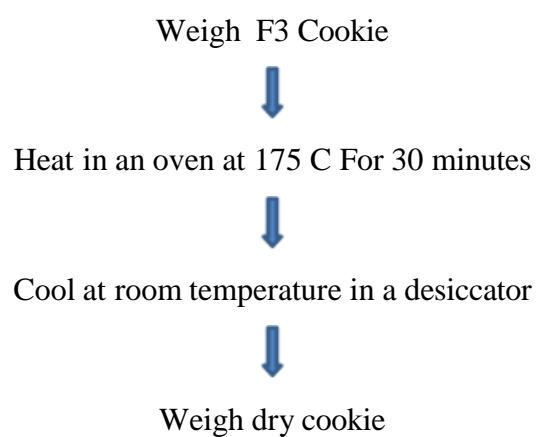 Weigh F3 Cookie
Heat in an oven at 175 C For 30 minutes
Cool at room temperature in a desiccator
Weigh dry cookie